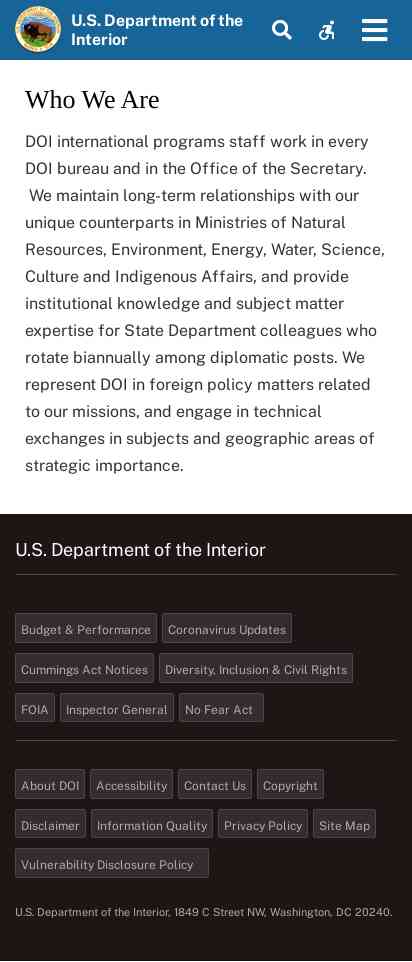 U.S. Department of the
Interior
Who We Are
DOI international programs staff work in every
DOI bureau and in the Office of the Secretary.
We maintain long-term relationships with our
unique counterparts in Ministries of Natural
Resources, Environment, Energy, Water, Science,
Culture and Indigenous Affairs, and provide
institutional knowledge and subject matter
expertise for State Department colleagues who
rotate biannually among diplomatic posts. We
represent DOI in foreign policy matters related
to our missions, and engage in technical
exchanges in subjects and geographic areas of
strategic importance.
U.S. Department of the Interior
Budget & Performance Coronavirus Updates
Cummings Act Notices Diversity, Inclusion & Civil Rights
FOIA Inspector General No Fear Act
About DOI Accessibility Contact Us Copyright
Disclaimer Information Quality Privacy Policy Site Map
Vulnerability Disclosure Policy
U.S. Department of the Interior, 1849 C Street NW, Washington, DC 20240.